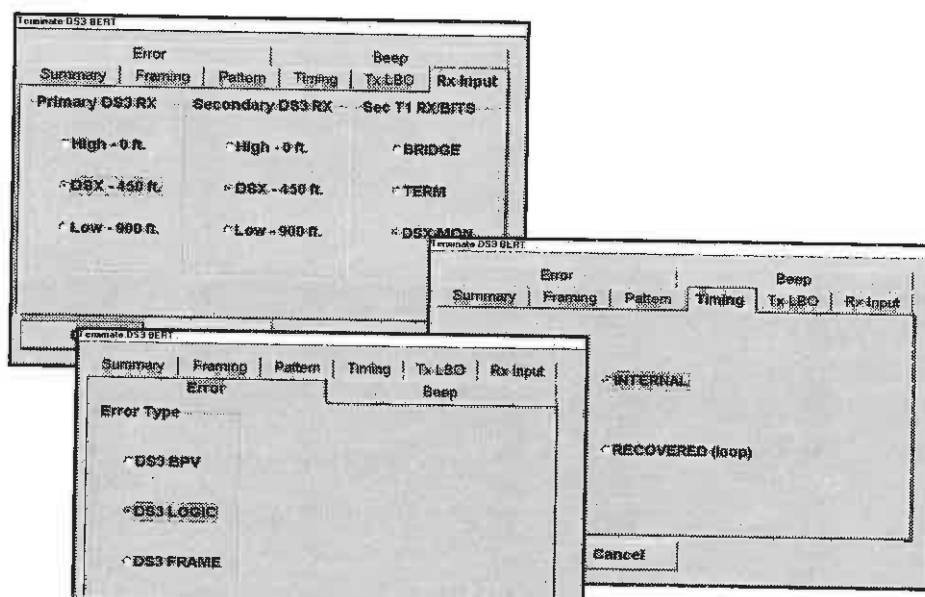 Terminate DS3 BERT
Error Beep
Summary Framing Pattern Timing Tx LBO Rx Input
Primary DS3 RX Secondary DS3 RX Sec T1 RX/BITS
High - 0 ft. High - 0 ft. BRIDGE
DSX - 450 ft. DSX - 450 ft. TERM
Low - 900 ft. Low - 900 ft. DSX/MON
Terminate DS3 BERT
Error Beep
Summary Framing Pattern Timing Tx LBO Rx Input
INTERNAL
RECOVERED (loop)
Cancel
Terminate DS3 BERT
Summary Framing Pattern Timing Tx LBO Rx Input
Error Beep
Error Type
DS3 BPV
DS3 LOGIC
DS3 FRAME